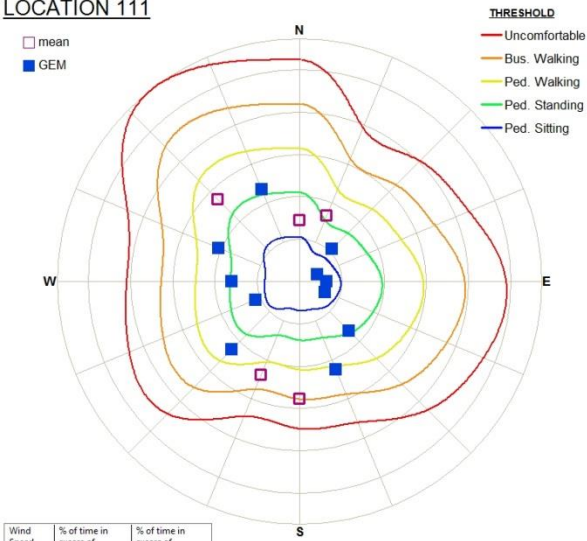 LOCATION 111
mean
GEM
N
THRESHOLD
Uncomfortable
Bus. Walking
Ped. Walking
Ped. Standing
Ped. Sitting
W
E
S
Wind % of time in % of time in